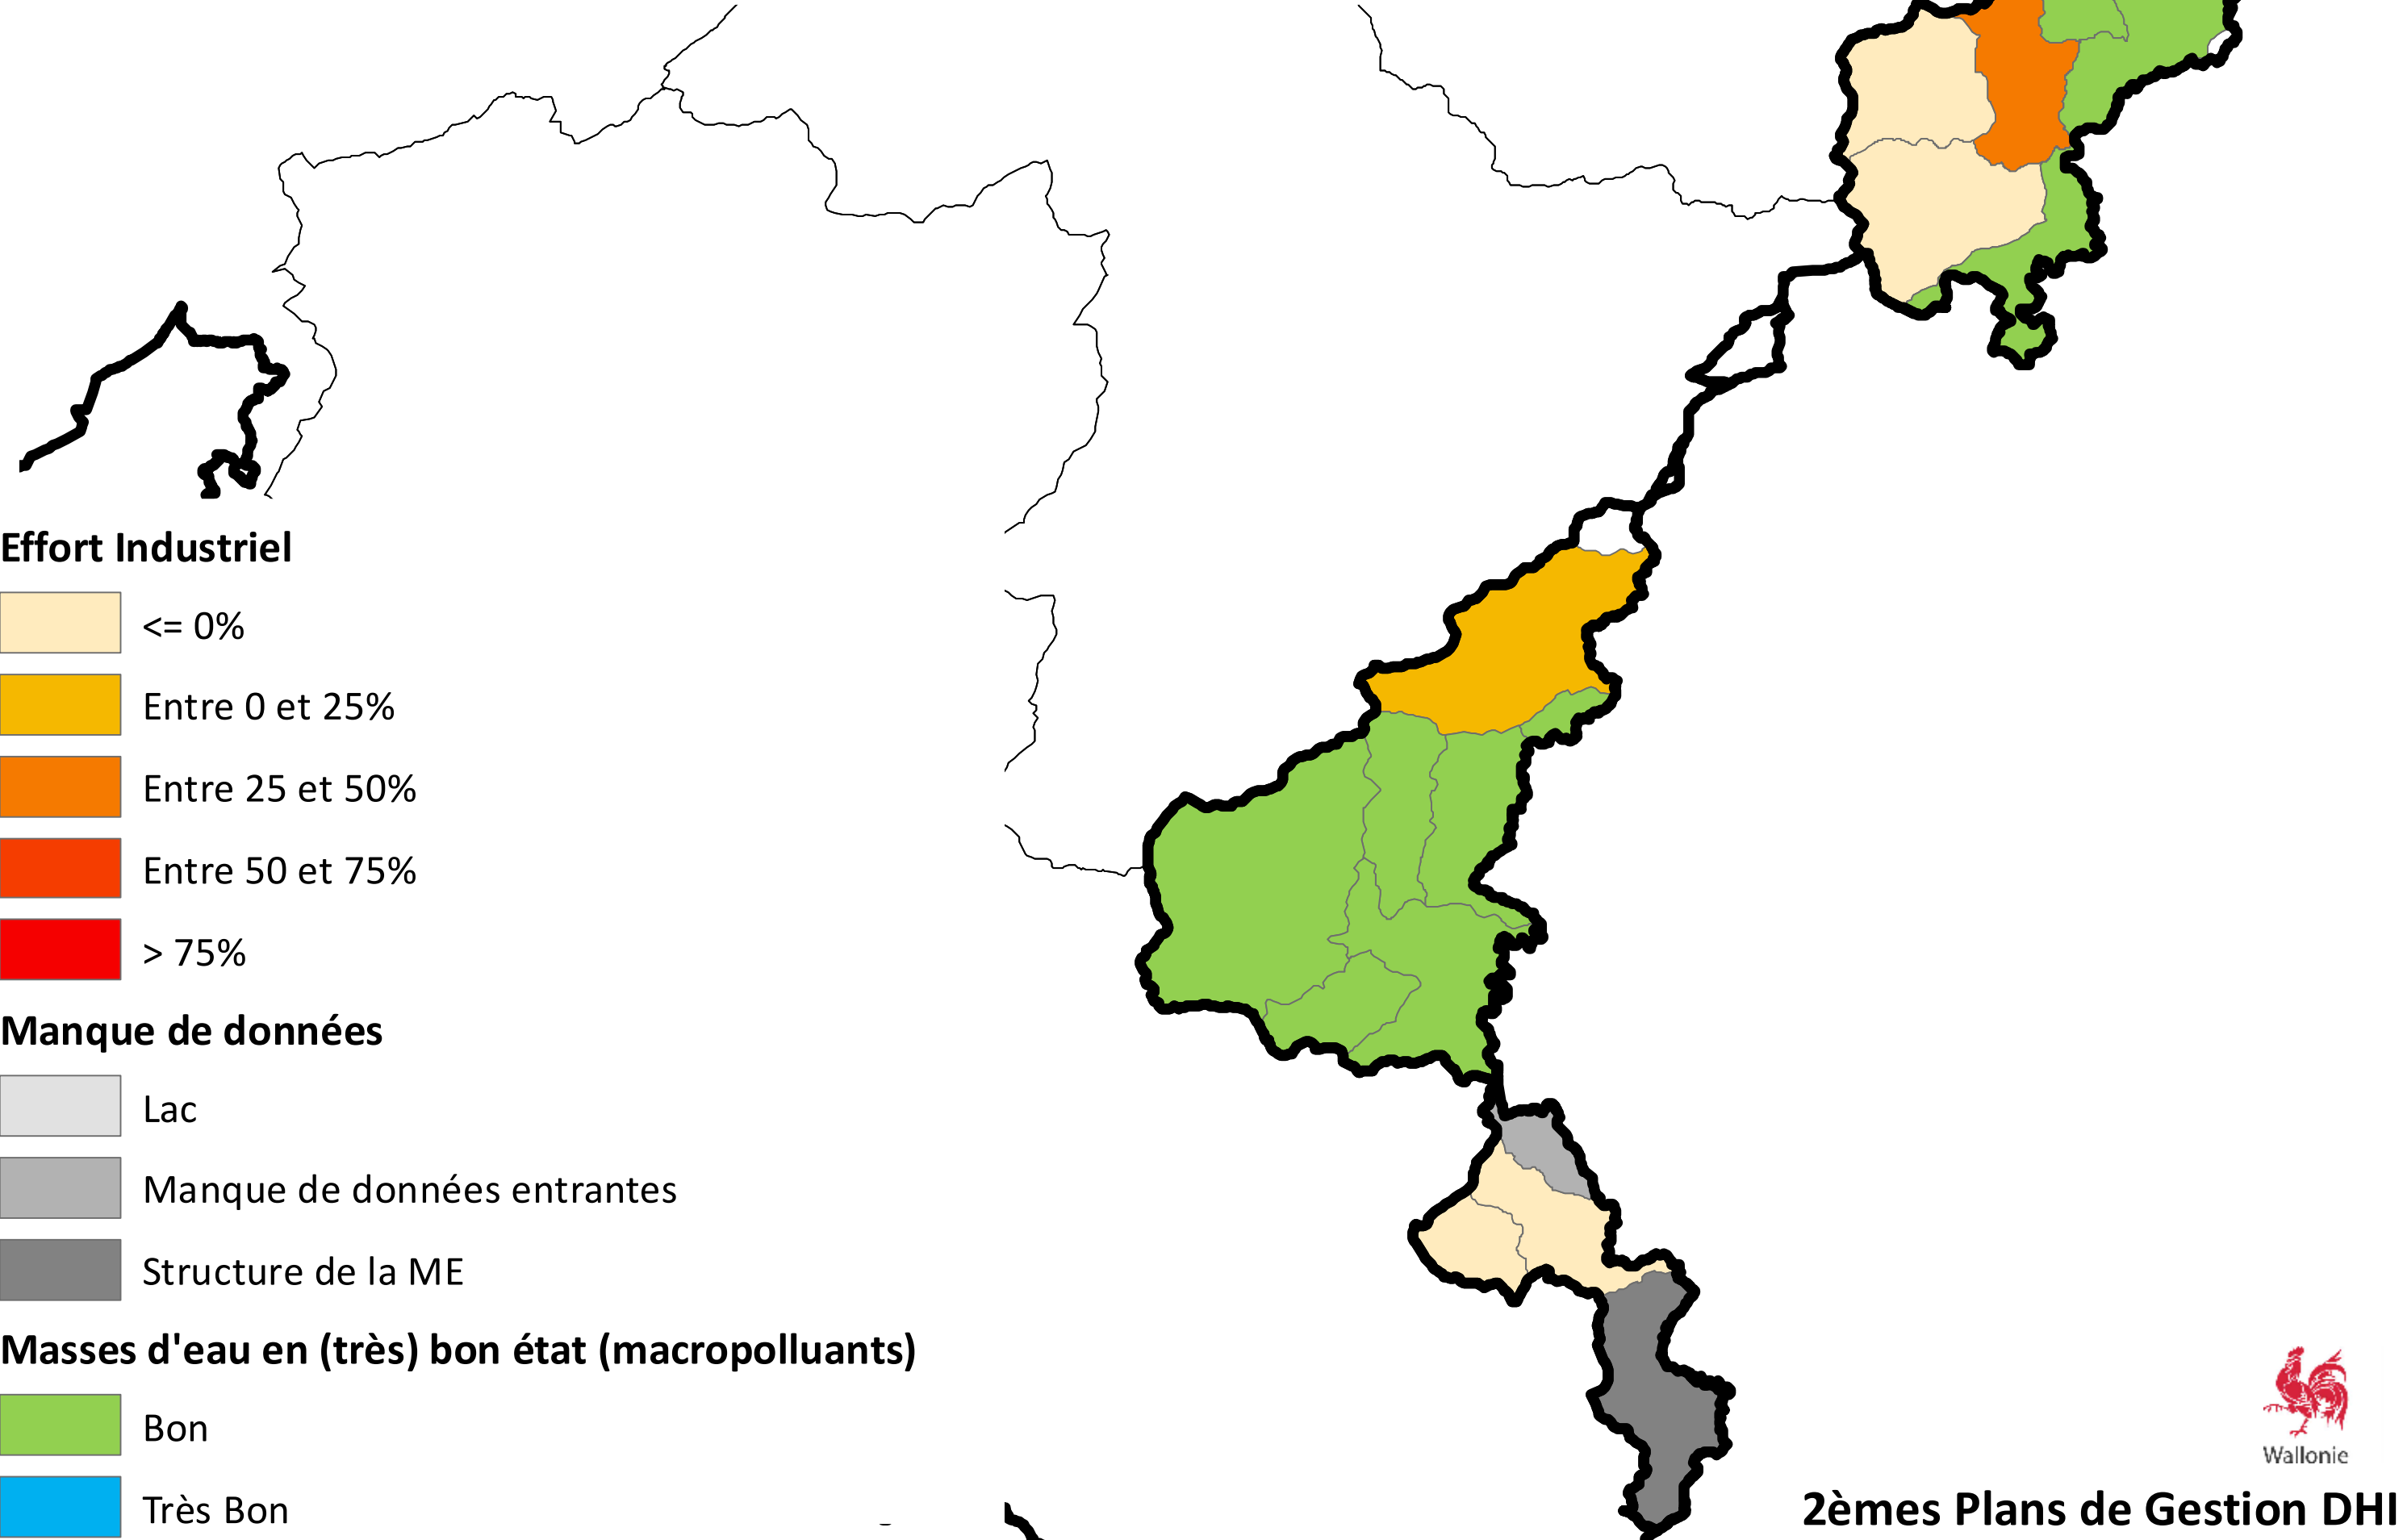 Effort Industriel
<= 0%
Entre 0 et 25%
Entre 25 et 50%
Entre 50 et 75%
> 75%
Manque de données
Lac
Manque de données entrantes
Structure de la ME
Masses d'eau en (très) bon état (macropolluants)
Bon
Très Bon
Wallonie
2èmes Plans de Gestion DHI